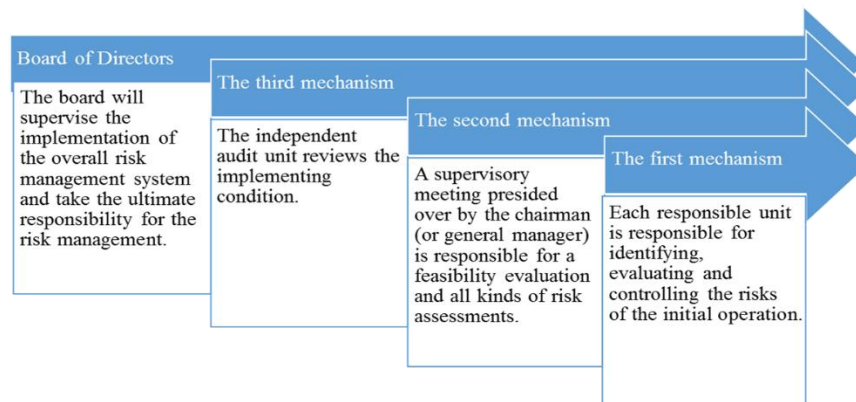 Board of Directors
The board will
supervise the
implementation of
the overall risk
management system
and take the ultimate
responsibility for the
risk management.
The third mechanism
The independent
audit unit reviews the
implementing
condition.
The second mechanism
A supervisory
meeting presided
over by the chairman
(or general manager)
is responsible for a
feasibility evaluation
and all kinds of risk
assessments.
The first mechanism
Each responsible unit
is responsible for
identifying,
evaluating and
controlling the risks
of the initial operation.